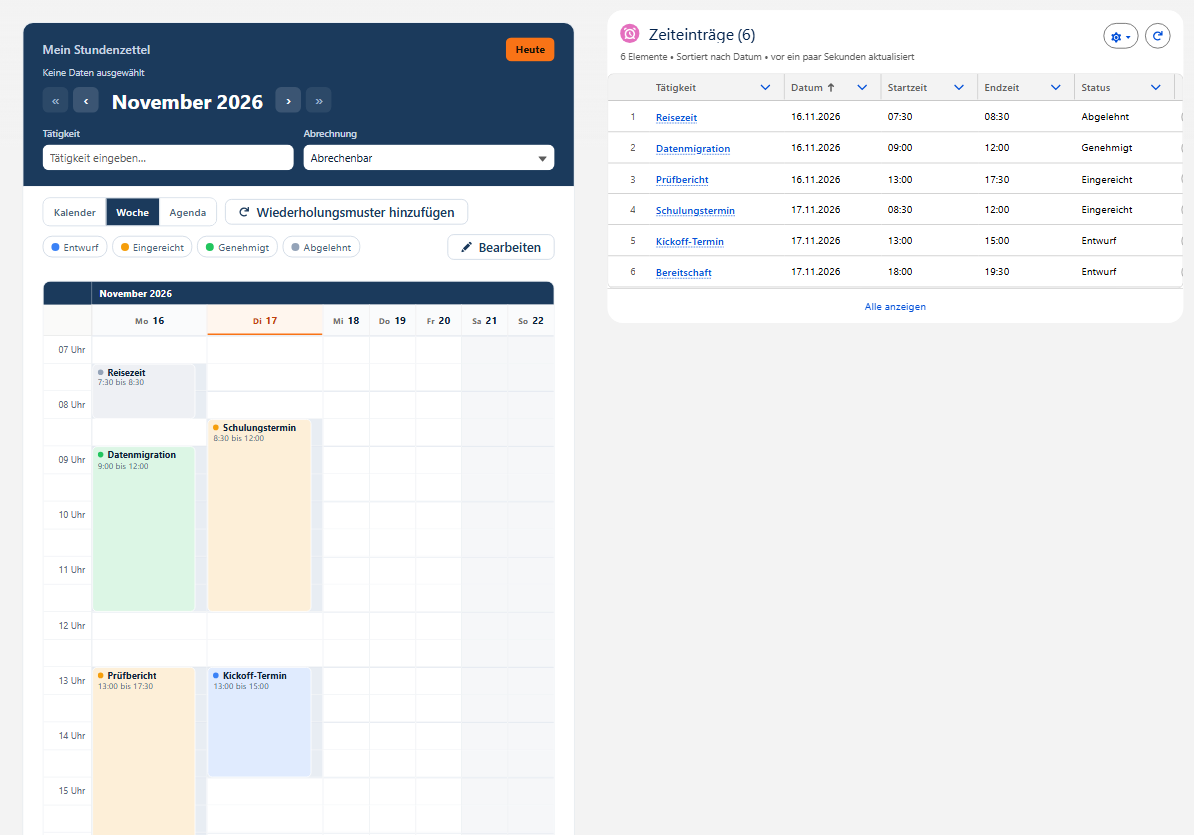 Mein Stundenzettel
Heute
Keine Daten ausgewählt
« ‹ November 2026 › »
Tätigkeit Abrechnung
Tätigkeit eingeben... Abrechenbar
Kalender Woche Agenda Wiederholungsmuster hinzufügen
Entwurf Eingereicht Genehmigt Abgelehnt Bearbeiten
November 2026
Mo 16 Di 17 Mi 18 Do 19 Fr 20 Sa 21 So 22
07 Uhr
Reisezeit
7:30 bis 8:30
08 Uhr
Schulungstermin
8:30 bis 12:00
Datenmigration
9:00 bis 12:00
09 Uhr
10 Uhr
11 Uhr
12 Uhr
Prüfbericht
13:00 bis 17:30
Kickoff-Termin
13:00 bis 15:00
13 Uhr
14 Uhr
15 Uhr
Zeiteinträge (6)
6 Elemente • Sortiert nach Datum • vor ein paar Sekunden aktualisiert
Tätigkeit Datum ↑ Startzeit Endzeit Status
1 Reisezeit 16.11.2026 07:30 08:30 Abgelehnt
2 Datenmigration 16.11.2026 09:00 12:00 Genehmigt
3 Prüfbericht 16.11.2026 13:00 17:30 Eingereicht
4 Schulungstermin 17.11.2026 08:30 12:00 Eingereicht
5 Kickoff-Termin 17.11.2026 13:00 15:00 Entwurf
6 Bereitschaft 17.11.2026 18:00 19:30 Entwurf
Alle anzeigen